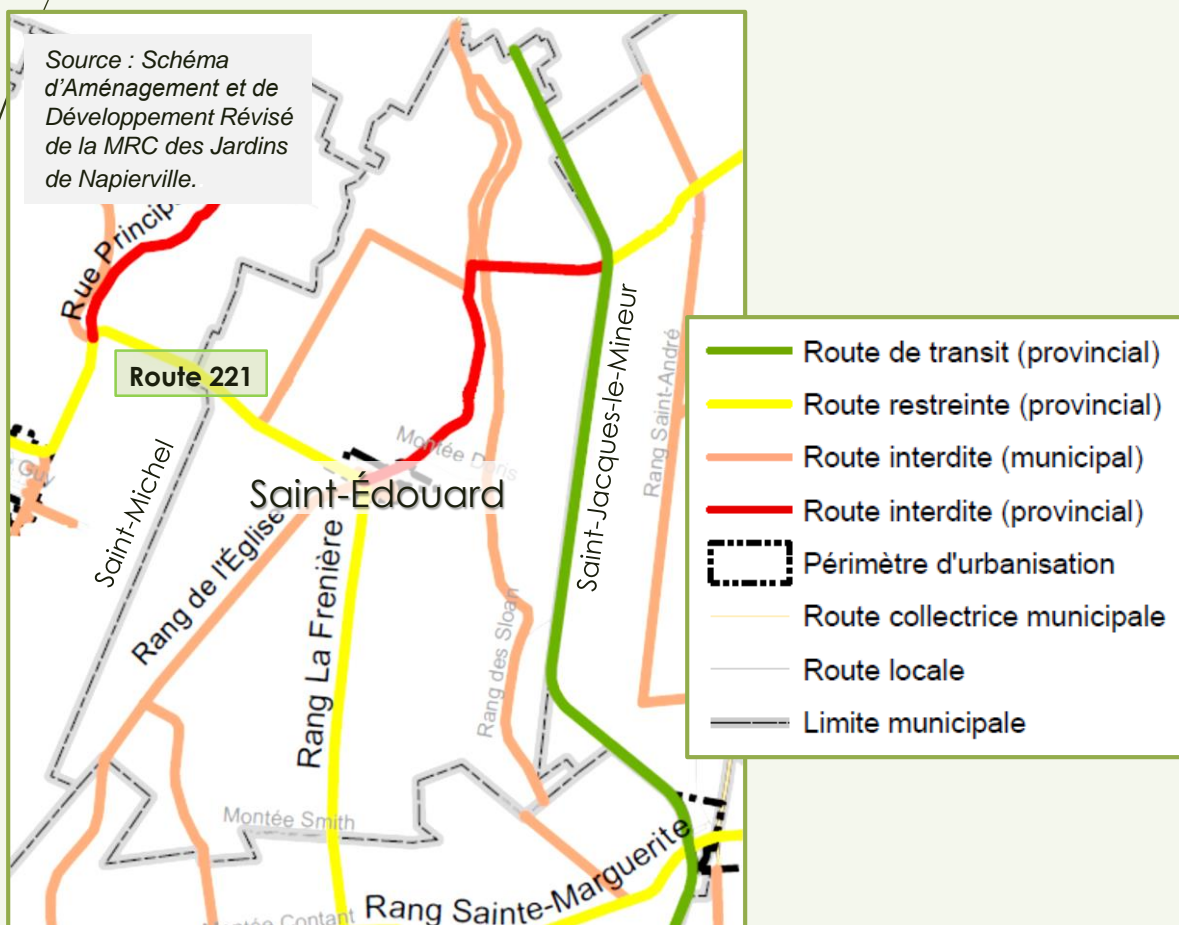 Source : Schéma
d'Aménagement et de
Développement Révisé
de la MRC des Jardins
de Napierville.
Rue
Route 221
Saint-Michel
Saint-Édouard
Montée
Rang de l'Église
Rang La Frenière
Rang des Sloan
Saint-Jacques-le-Mineur
Rang Saint-André
Guy
Montée Smith
Montée Contant
Rang Sainte-Marguerite
Route de transit (provincial)
Route restreinte (provincial)
Route interdite (municipal)
Route interdite (provincial)
Périmètre d'urbanisation
Route collectrice municipale
Route locale
Limite municipale